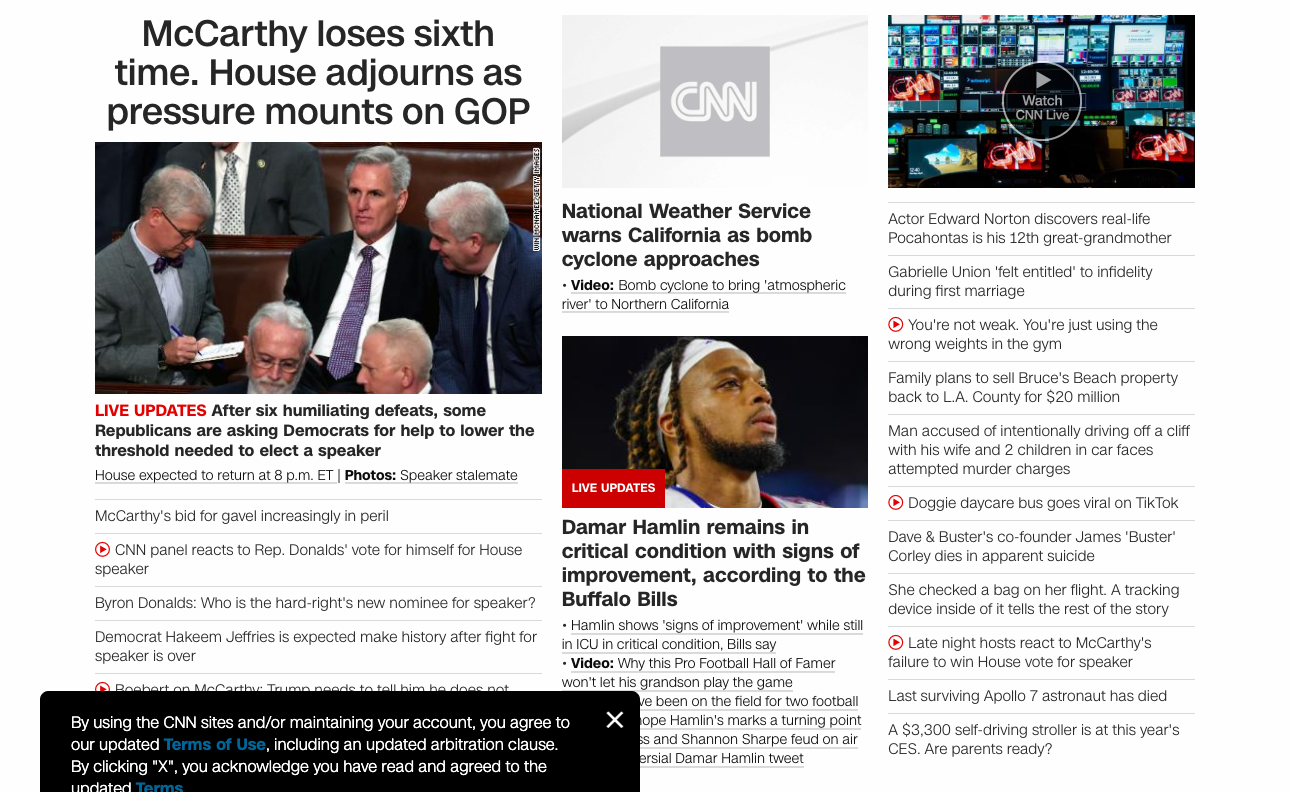 McCarthy loses sixth
time. House adjourns as
pressure mounts on GOP
WIN MCNAMEE/GETTY IMAGES
LIVE UPDATES After six humiliating defeats, some
Republicans are asking Democrats for help to lower the
threshold needed to elect a speaker
House expected to return at 8 p.m. ET | Photos: Speaker stalemate
McCarthy's bid for gavel increasingly in peril
CNN panel reacts to Rep. Donalds' vote for himself for House
speaker
Byron Donalds: Who is the hard-right's new nominee for speaker?
Democrat Hakeem Jeffries is expected make history after fight for
speaker is over
Boebert on McCarthy: Trump needs to tell him he does not
CNN
National Weather Service
warns California as bomb
cyclone approaches
• Video: Bomb cyclone to bring 'atmospheric
river' to Northern California
LIVE UPDATES
Damar Hamlin remains in
critical condition with signs of
improvement, according to the
Buffalo Bills
• Hamlin shows 'signs of improvement' while still
in ICU in critical condition, Bills say
• Video: Why this Pro Football Hall of Famer
won't let his grandson play the game
ve been on the field for two football
hope Hamlin's marks a turning point
ss and Shannon Sharpe feud on air
ersial Damar Hamlin tweet
CNN
CNN
CNN
Watch
CNN Live
Actor Edward Norton discovers real-life
Pocahontas is his 12th great-grandmother
Gabrielle Union 'felt entitled' to infidelity
during first marriage
You're not weak. You're just using the
wrong weights in the gym
Family plans to sell Bruce's Beach property
back to L.A. County for $20 million
Man accused of intentionally driving off a cliff
with his wife and 2 children in car faces
attempted murder charges
Doggie daycare bus goes viral on TikTok
Dave & Buster's co-founder James 'Buster'
Corley dies in apparent suicide
She checked a bag on her flight. A tracking
device inside of it tells the rest of the story
Late night hosts react to McCarthy's
failure to win House vote for speaker
Last surviving Apollo 7 astronaut has died
A $3,300 self-driving stroller is at this year's
CES. Are parents ready?
By using the CNN sites and/or maintaining your account, you agree to
our updated Terms of Use, including an updated arbitration clause.
By clicking "X", you acknowledge you have read and agreed to the
updated Terms